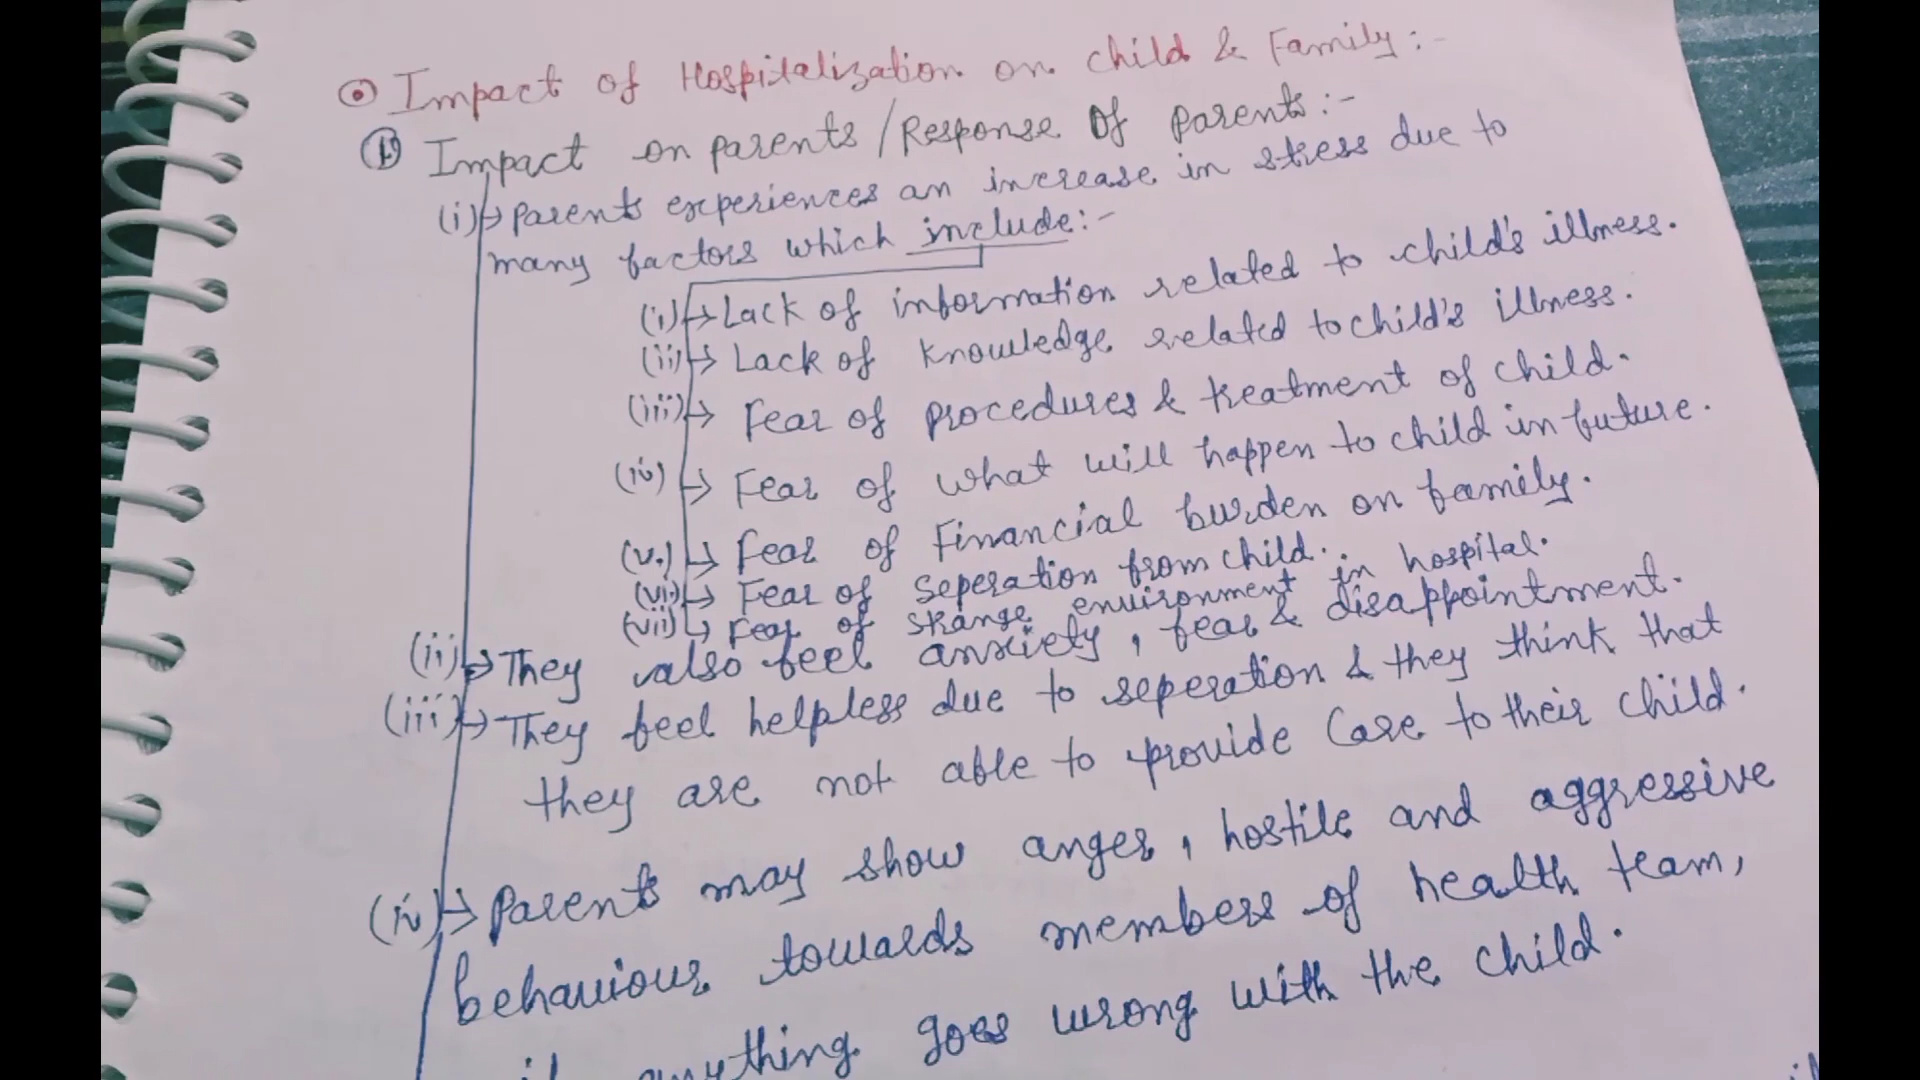 ⊙ Impact of Hospitalization on child & Family:-
① Impact on parents/Response Of parents:-
(i)→ Parents experiences an increase in stress due to
many factors which include:-
(i)→ Lack of information related to child's illness.
(ii)→ Lack of knowledge related to child's illness.
(iii)→ Fear of procedures & treatment of child.
(iv)→ Fear of what will happen to child in future.
(v.)→ Fear of Financial burden on family.
(vi)→ Fear of seperation from child.
(vii)→ Fear of strange environment in hospital.
(ii)→ They also feel anxiety, fear & disappointment.
(iii)→ They feel helpless due to seperation & they think that
they are not able to provide Care to their child.
(iv)→ Parents may show anger, hostile and aggressive
behaviour towards members of health team,
if anything goes wrong with the child.